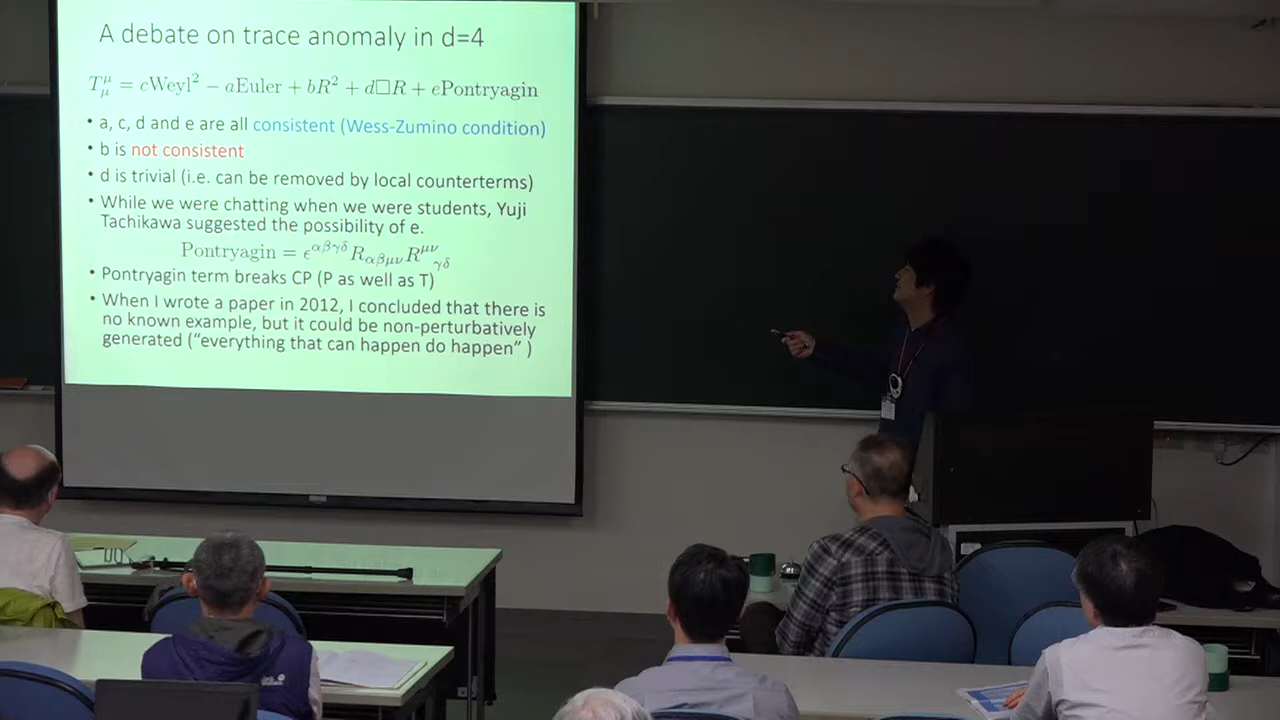 A debate on trace anomaly in d=4
T^μ_μ = cWeyl² − aEuler + bR² + d□R + ePontryagin
• a, c, d and e are all consistent (Wess-Zumino condition)
• b is not consistent
• d is trivial (i.e. can be removed by local counterterms)
• While we were chatting when we were students, Yuji
Tachikawa suggested the possibility of e.
Pontryagin = ϵ^{αβγδ} R_{αβμν} R^{μν}_{γδ}
• Pontryagin term breaks CP (P as well as T)
• When I wrote a paper in 2012, I concluded that there is
no known example, but it could be non-perturbatively
generated (“everything that can happen do happen” )